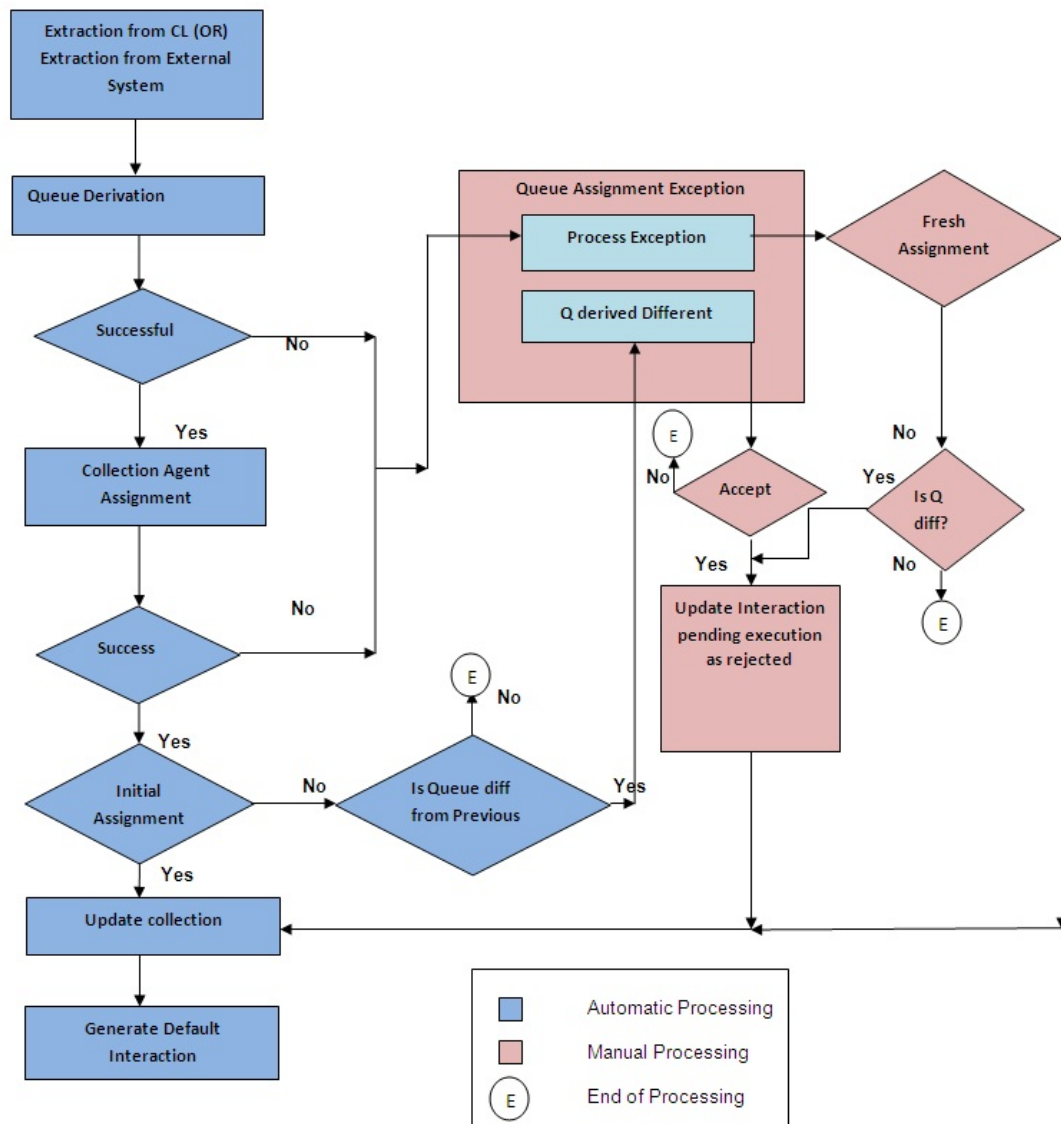 Extraction from CL (OR)
Extraction from External
System
Queue Derivation
Queue Assignment Exception
Process Exception
Fresh
Assignment
Q derived Different
Successful
No
Yes
E
No
Collection Agent
Assignment
No
Accept
Yes
Is Q
diff?
Yes
No
Update Interaction
pending execution
as rejected
E
No
Success
E
No
Yes
Initial
Assignment
No
Is Queue diff
from Previous
Yes
Yes
Update collection
Generate Default
Interaction
Automatic Processing
Manual Processing
E
End of Processing